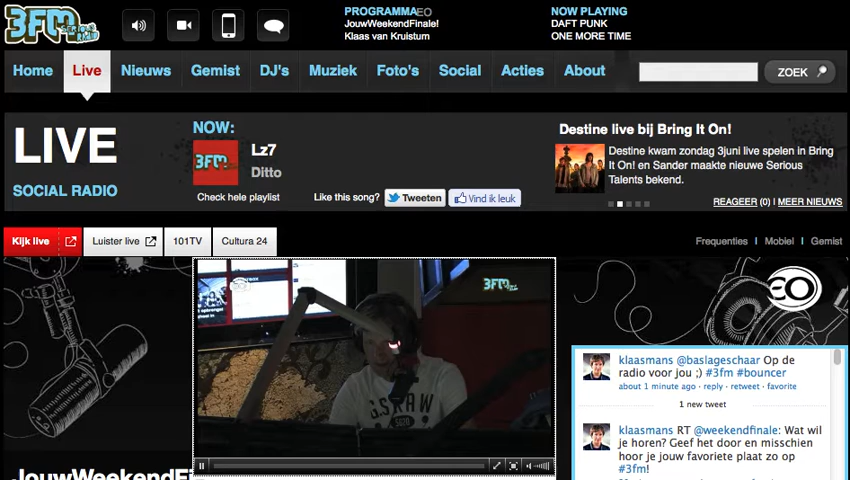 3FM
SERIOUS
RADIO
PROGRAMMA EO
JouwWeekendFinale!
Klaas van Kruistum
NOW PLAYING
DAFT PUNK
ONE MORE TIME
Home
Live
Nieuws
Gemist
DJ's
Muziek
Foto's
Social
Acties
About
ZOEK
LIVE
SOCIAL RADIO
NOW:
3FM
Lz7
Ditto
Check hele playlist
Like this song?
Tweeten
Vind ik leuk
Destine live bij Bring It On!
Destine kwam zondag 3juni live spelen in Bring
It On! en Sander maakte nieuwe Serious
Talents bekend.
REAGEER (0) | MEER NIEUWS
Kijk live
Luister live
101TV
Cultura 24
Frequenties | Mobiel | Gemist
3FM
G.STAW
EO
klaasmans @baslageschaar Op de
radio voor jou ;) #3fm #bouncer
about 1 minute ago · reply · retweet · favorite
1 new tweet
klaasmans RT @weekendfinale: Wat wil
je horen? Geef het door en misschien
hoor je jouw favoriete plaat zo op
#3fm!
JouwWeekendFin